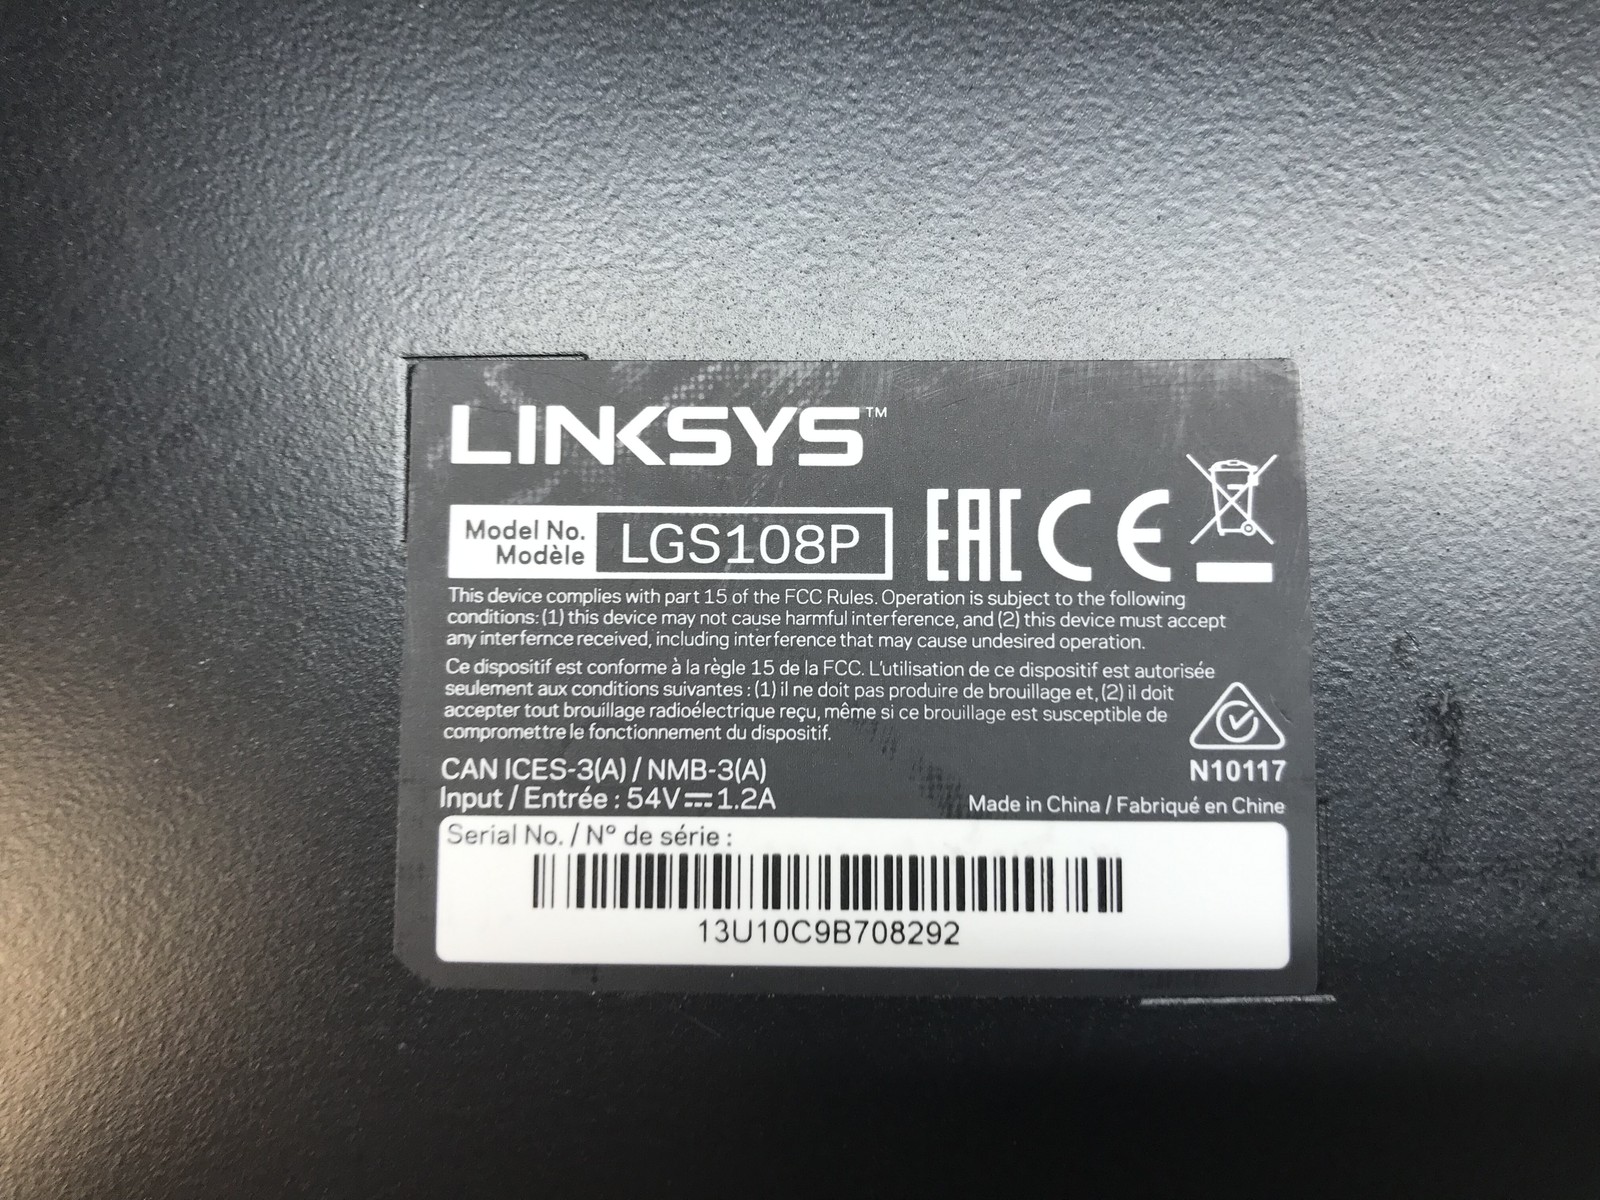 LINKSYS™
Model No.
Modèle
LGS108P
EAC CE
This device complies with part 15 of the FCC Rules. Operation is subject to the following
conditions: (1) this device may not cause harmful interference, and (2) this device must accept
any interfernce received, including interference that may cause undesired operation.
Ce dispositif est conforme à la règle 15 de la FCC. L'utilisation de ce dispositif est autorisée
seulement aux conditions suivantes : (1) il ne doit pas produire de brouillage et, (2) il doit
accepter tout brouillage radioélectrique reçu, même si ce brouillage est susceptible de
compromettre le fonctionnement du dispositif.
N10117
CAN ICES-3(A) / NMB-3(A)
Input / Entrée : 54V⎓1.2A
Made in China / Fabriqué en Chine
Serial No. / N° de série :
13U10C9B708292